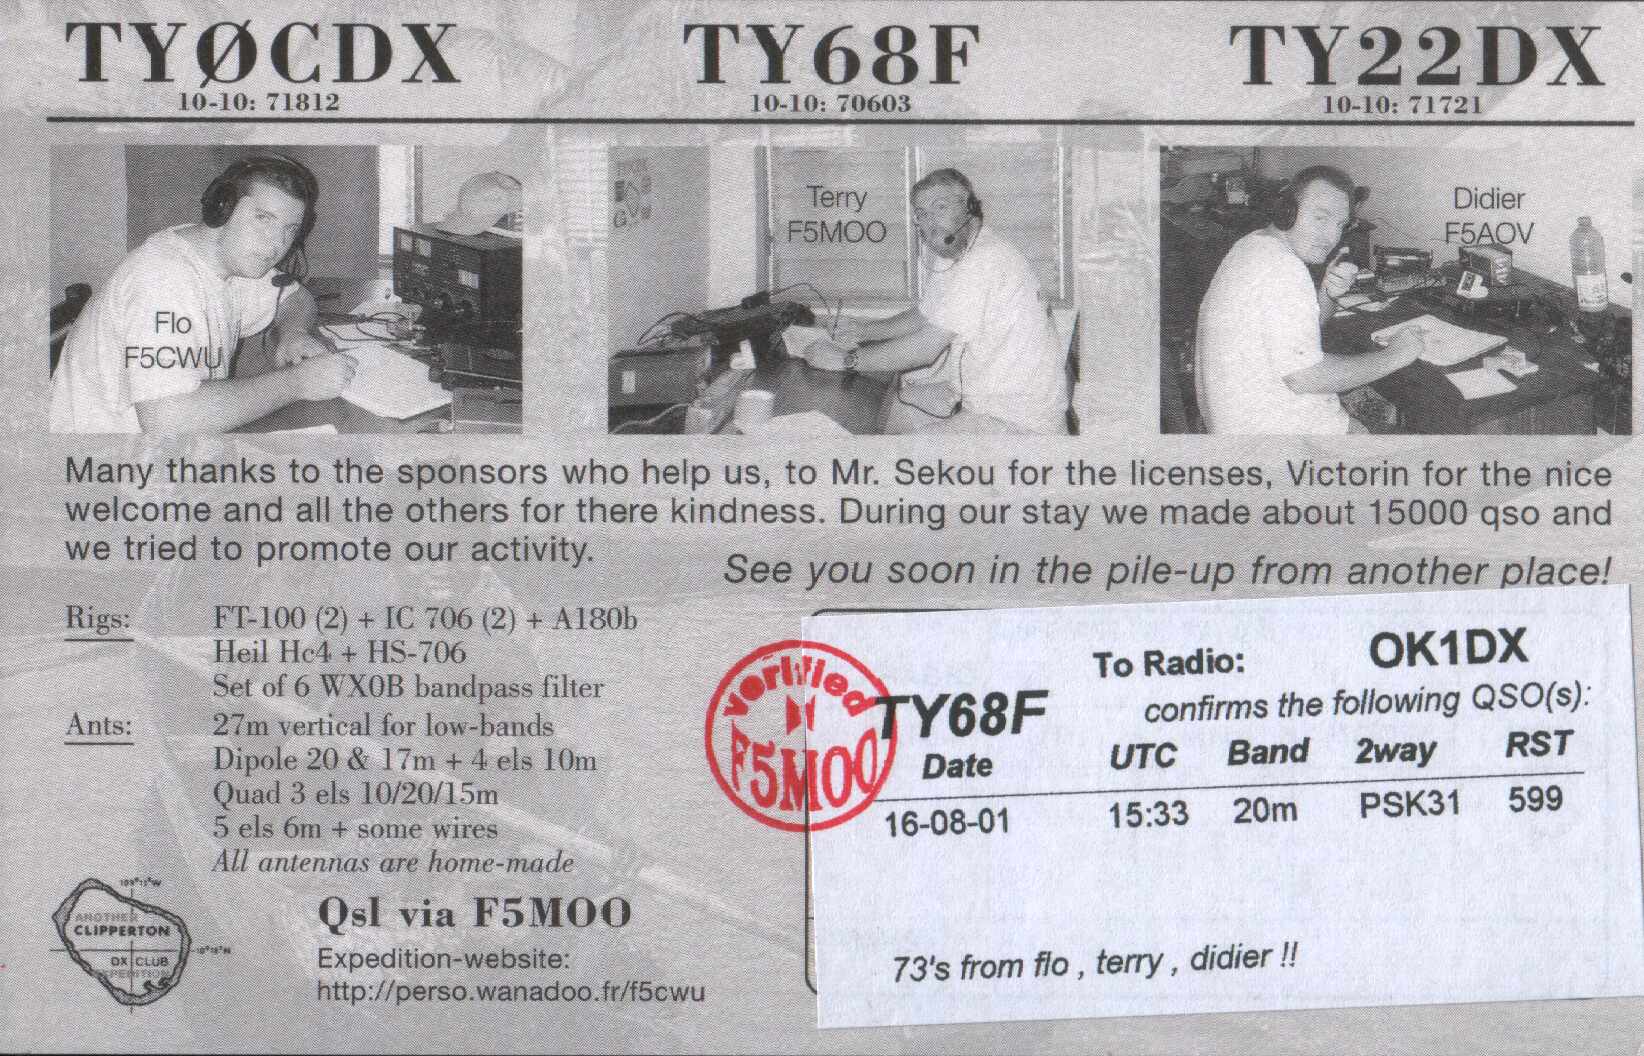 TYØCDX
10-10: 71812
TY68F
10-10: 70603
TY22DX
10-10: 71721
Flo
F5CWU
Terry
F5MOO
Didier
F5AOV
Many thanks to the sponsors who help us, to Mr. Sekou for the licenses, Victorin for the nice
welcome and all the others for there kindness. During our stay we made about 15000 qso and
we tried to promote our activity.
See you soon in the pile-up from another place!
Rigs: FT-100 (2) + IC 706 (2) + A180b
Heil Hc4 + HS-706
Set of 6 WX0B bandpass filter
Ants: 27m vertical for low-bands
Dipole 20 & 17m + 4 els 10m
Quad 3 els 10/20/15m
5 els 6m + some wires
All antennas are home-made
ANOTHER
CLIPPERTON
DX CLUB
EXPEDITION
Qsl via F5MOO
Expedition-website:
http://perso.wanadoo.fr/f5cwu
verified
F5MOO
To Radio: OK1DX
TY68F confirms the following QSO(s):
Date UTC Band 2way RST
16-08-01 15:33 20m PSK31 599
73's from flo , terry , didier !!